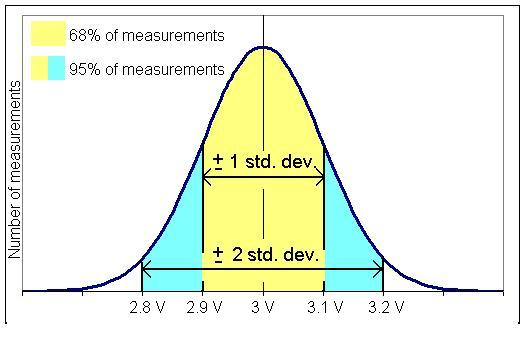 68% of measurements
95% of measurements
Number of measurements
± 1 std. dev.
± 2 std. dev.
2.8 V
2.9 V
3 V
3.1 V
3.2 V